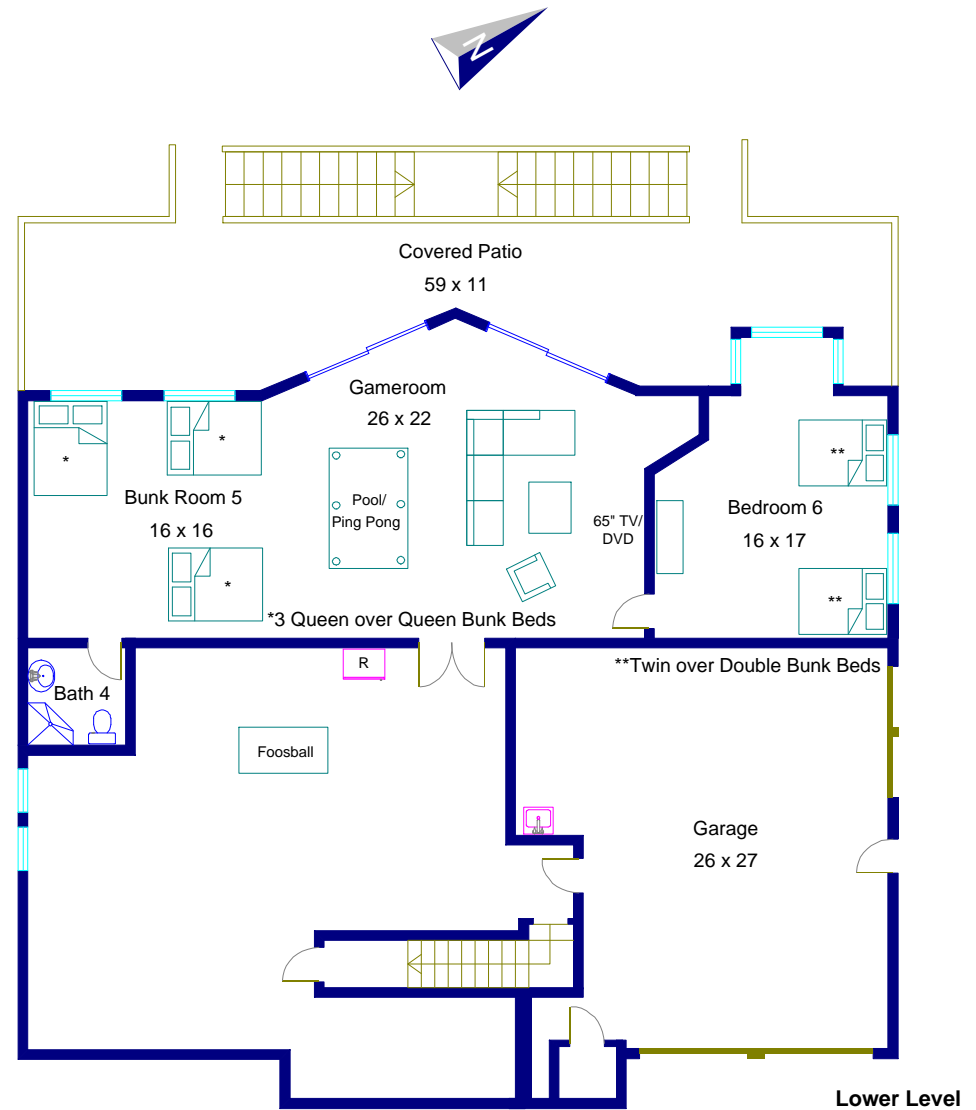 N
Covered Patio
59 x 11
Gameroom
26 x 22
*
*
**
Bunk Room 5
16 x 16
Pool/
Ping Pong
65" TV/
DVD
Bedroom 6
16 x 17
*
**
*3 Queen over Queen Bunk Beds
R
**Twin over Double Bunk Beds
Bath 4
Foosball
Garage
26 x 27
Lower Level